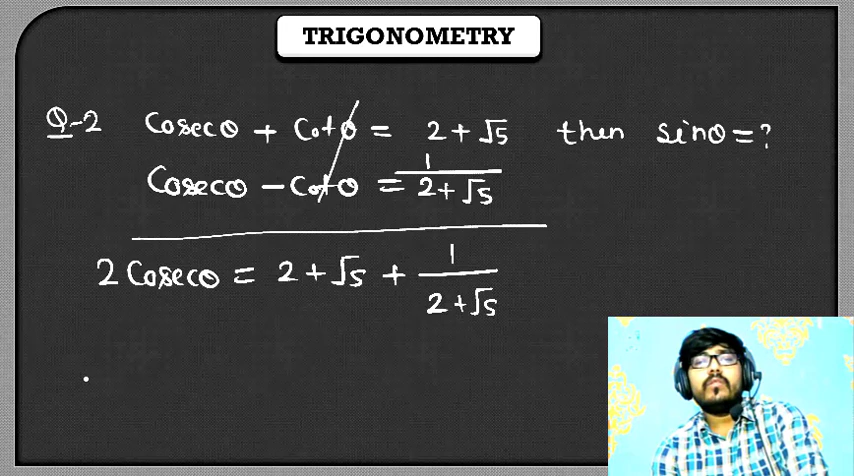 TRIGONOMETRY
Q-2 Cosecθ + Cotθ = 2 + √5 then sinθ = ?
Cosecθ - Cotθ = 1/(2 + √5)
2 Cosecθ = 2 + √5 + 1/(2 + √5)